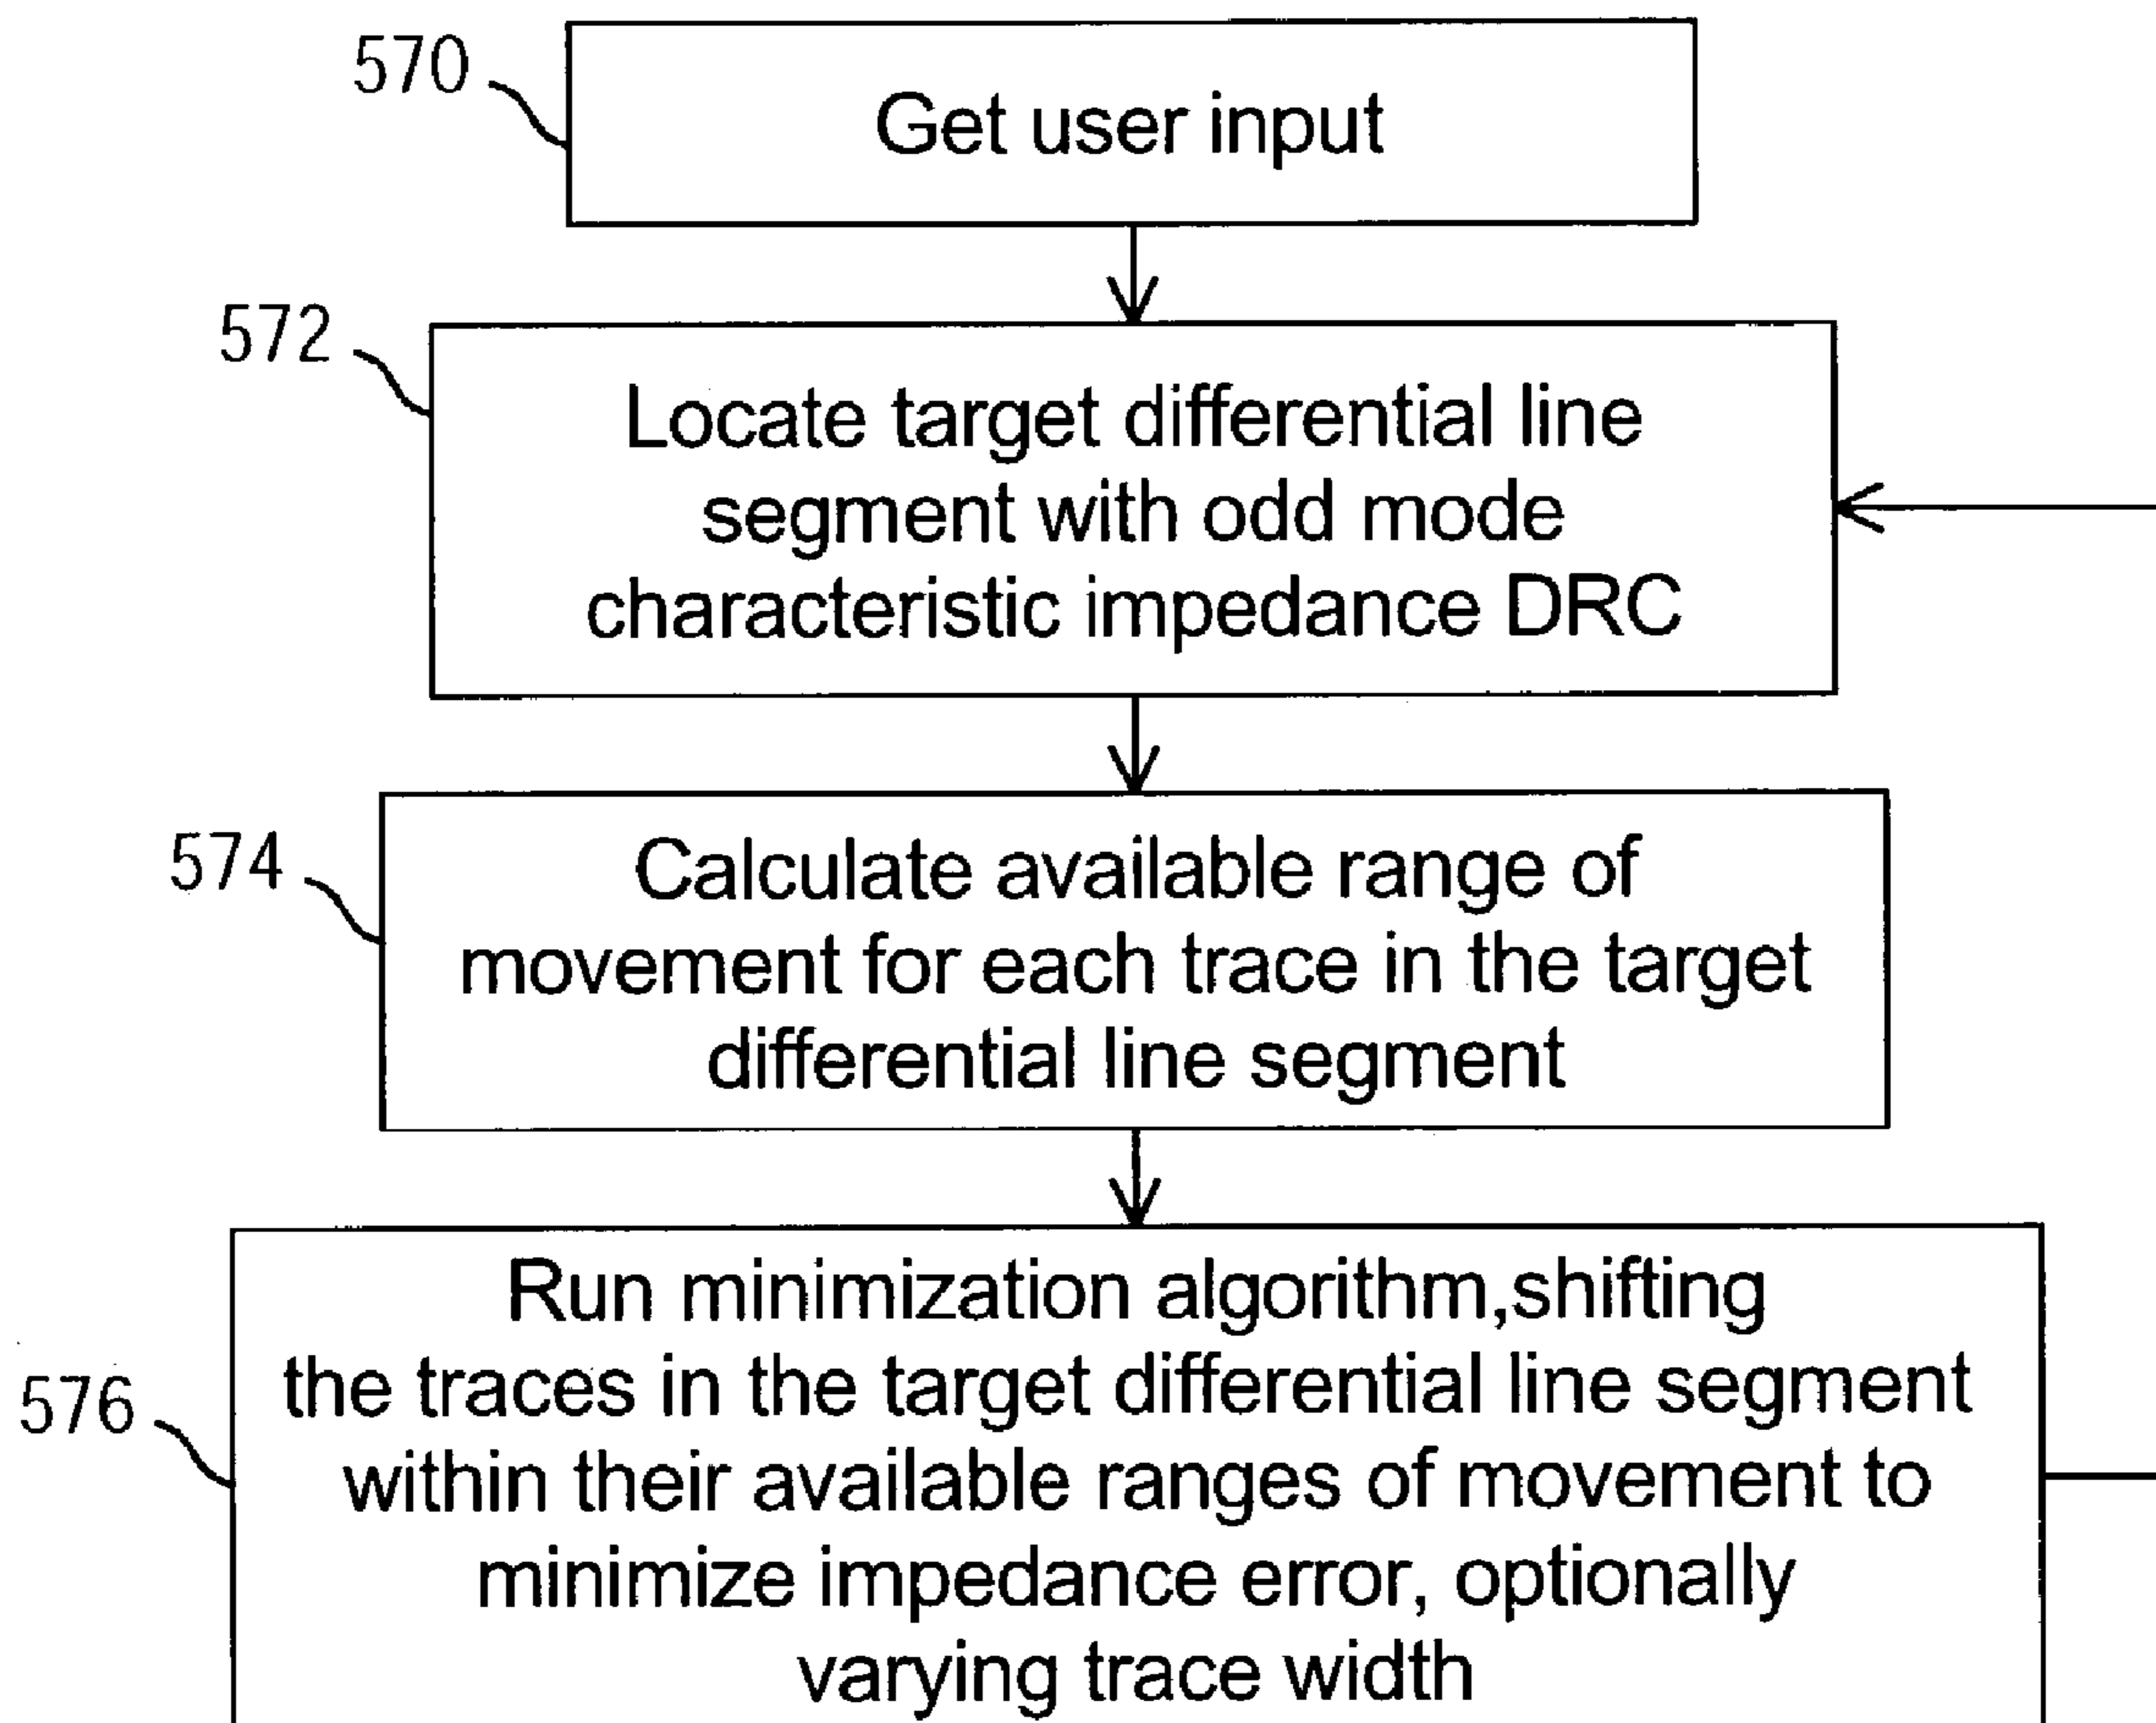 570
Get user input
572
Locate target differential line
segment with odd mode
characteristic impedance DRC
574
Calculate available range of
movement for each trace in the target
differential line segment
Run minimization algorithm,shifting
the traces in the target differential line segment
576
within their available ranges of movement to
minimize impedance error, optionally
varying trace width